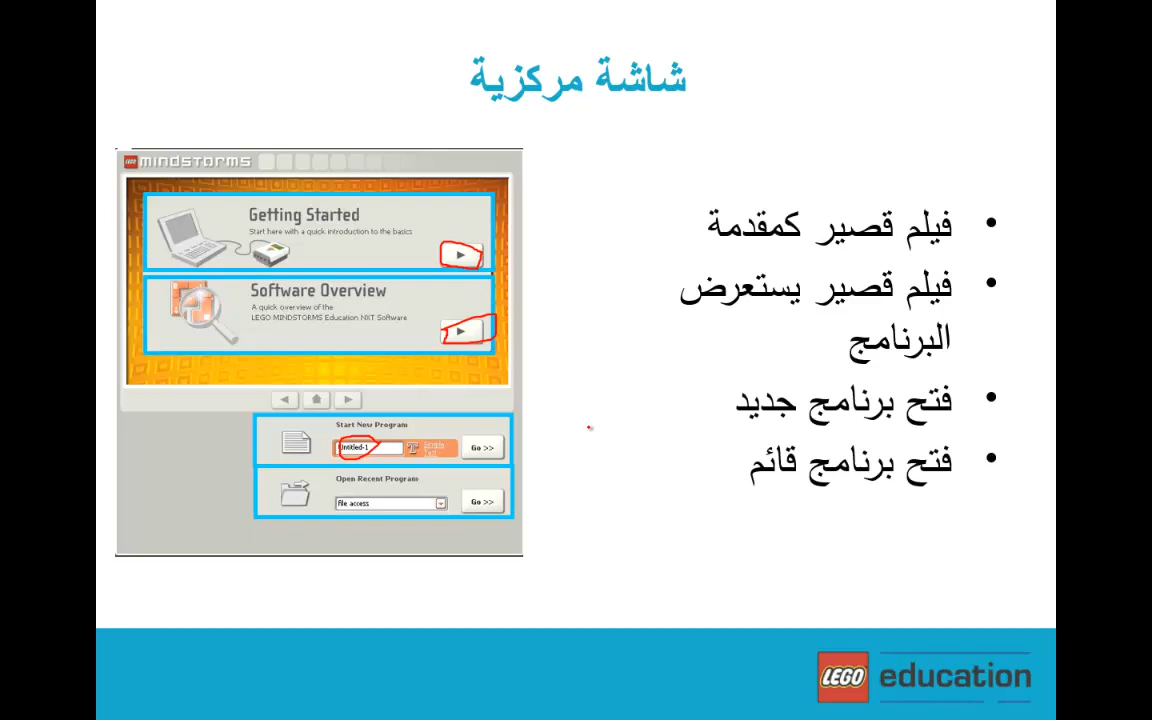 شاشة مركزية
• فيلم قصير كمقدمة
• فيلم قصير يستعرض
البرنامج
• فتح برنامج جديد
• فتح برنامج قائم
LEGO mindstorms
Getting Started
Start here with a quick introduction to the basics
Software Overview
A quick overview of the
LEGO MINDSTORMS Education NXT Software
Start New Program
Untitled-1
Go >>
Open Recent Program
File access
Go >>
LEGO education